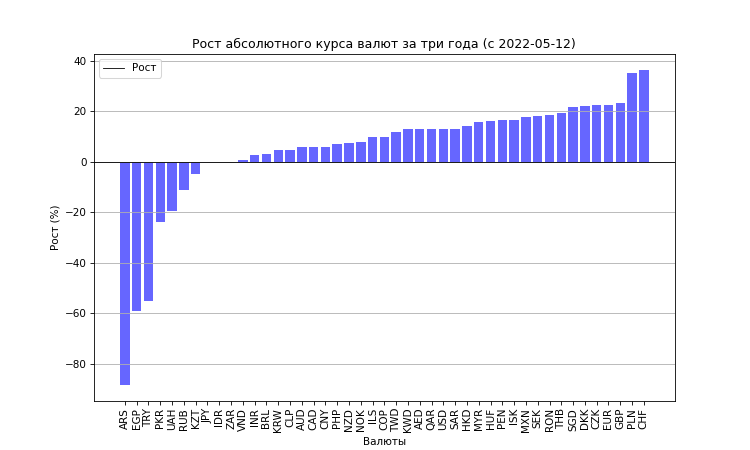 Рост абсолютного курса валют за три года (с 2022-05-12)
Рост
40
20
0
−20
−40
−60
−80
Рост (%)
ARS
EGP
TRY
PKR
UAH
RUB
KZT
JPY
IDR
ZAR
VND
INR
BRL
KRW
CLP
AUD
CAD
CNY
PHP
NZD
NOK
ILS
COP
TWD
KWD
AED
QAR
USD
SAR
HKD
MYR
HUF
PEN
ISK
MXN
SEK
RON
THB
SGD
DKK
CZK
EUR
GBP
PLN
CHF
Валюты